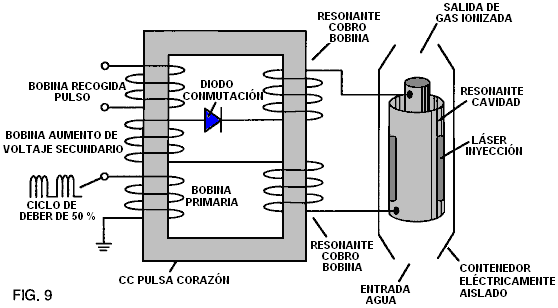 RESONANTE
COBRO
BOBINA
SALIDA DE
GAS IONIZADA
BOBINA RECOGIDA
PULSO
DIODO
CONMUTACIÓN
RESONANTE
CAVIDAD
BOBINA AUMENTO DE
VOLTAJE SECUNDARIO
LÁSER
INYECCIÓN
CICLO DE
DEBER DE 50 %
BOBINA
PRIMARIA
RESONANTE
COBRO
BOBINA
CC PULSA CORAZÓN
ENTRADA
AGUA
CONTENEDOR
ELÉCTRICAMENTE
AISLADO
FIG. 9